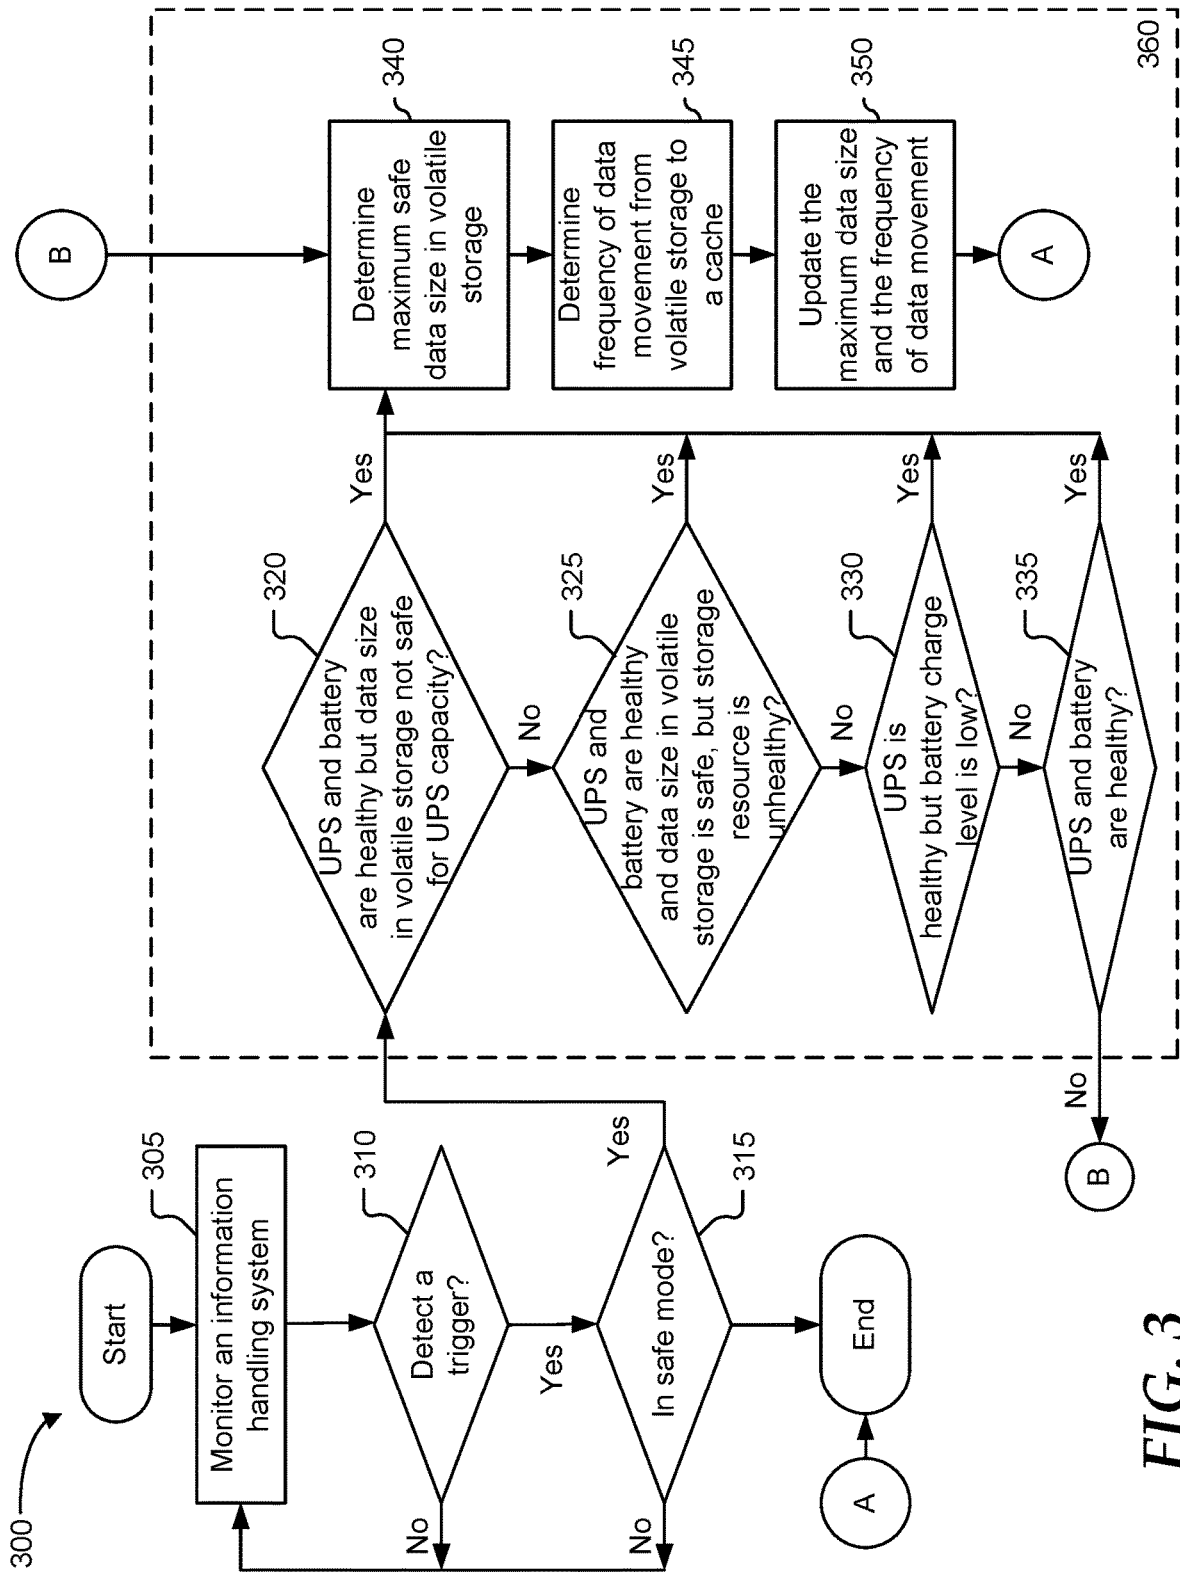 300
Start
305
Monitor an information
handling system
310
Detect a
trigger?
No
Yes
315
In safe mode?
No
Yes
End
A
320
UPS and battery
are healthy but data size
in volatile storage not safe
for UPS capacity?
Yes
No
325
UPS and
battery are healthy
and data size in volatile
storage is safe, but storage
resource is
unhealthy?
Yes
No
330
UPS is
healthy but battery charge
level is low?
Yes
No
335
UPS and battery
are healthy?
Yes
No
B
B
340
Determine
maximum safe
data size in volatile
storage
345
Determine
frequency of data
movement from
volatile storage to
a cache
350
Update the
maximum data size
and the frequency
of data movement
A
360
FIG. 3